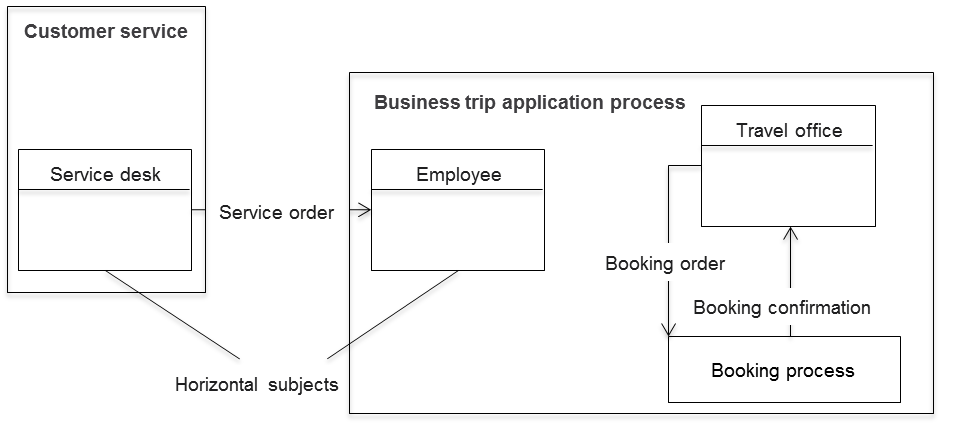 Customer service
Business trip application process
Travel office
Service desk
Employee
Service order
Booking order
Booking confirmation
Booking process
Horizontal subjects